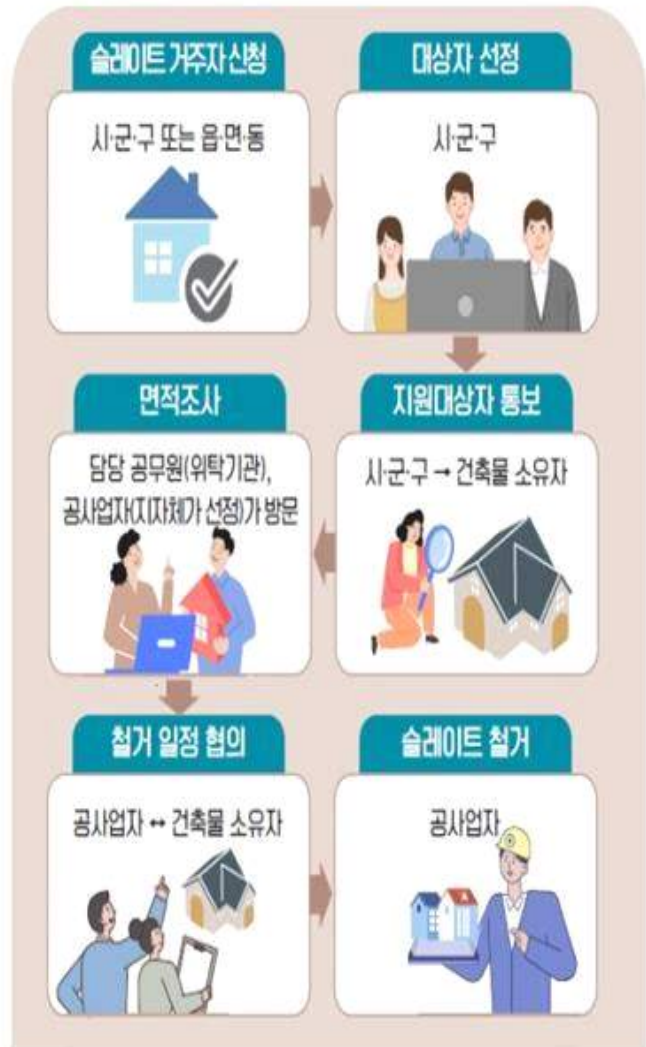 슬레이트 거주자 신청
시·군·구 또는 읍·면·동
대상자 선정
시·군·구
지원대상자 통보
시·군·구 → 건축물 소유자
면적조사
담당 공무원(위탁기관),
공사업자(지자체가 선정)가 방문
철거 일정 협의
공사업자 ↔ 건축물 소유자
슬레이트 철거
공사업자